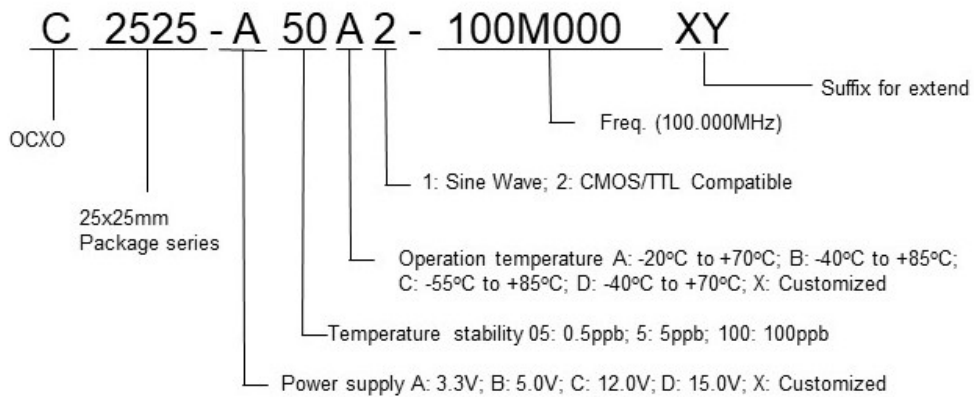 C 2525 - A 50 A 2 - 100M000 XY
Suffix for extend
Freq. (100.000MHz)
OCXO
1: Sine Wave; 2: CMOS/TTL Compatible
25x25mm
Package series
Operation temperature A: -20ºC to +70ºC; B: -40ºC to +85ºC;
C: -55ºC to +85ºC; D: -40ºC to +70ºC; X: Customized
Temperature stability 05: 0.5ppb; 5: 5ppb; 100: 100ppb
Power supply A: 3.3V; B: 5.0V; C: 12.0V; D: 15.0V; X: Customized